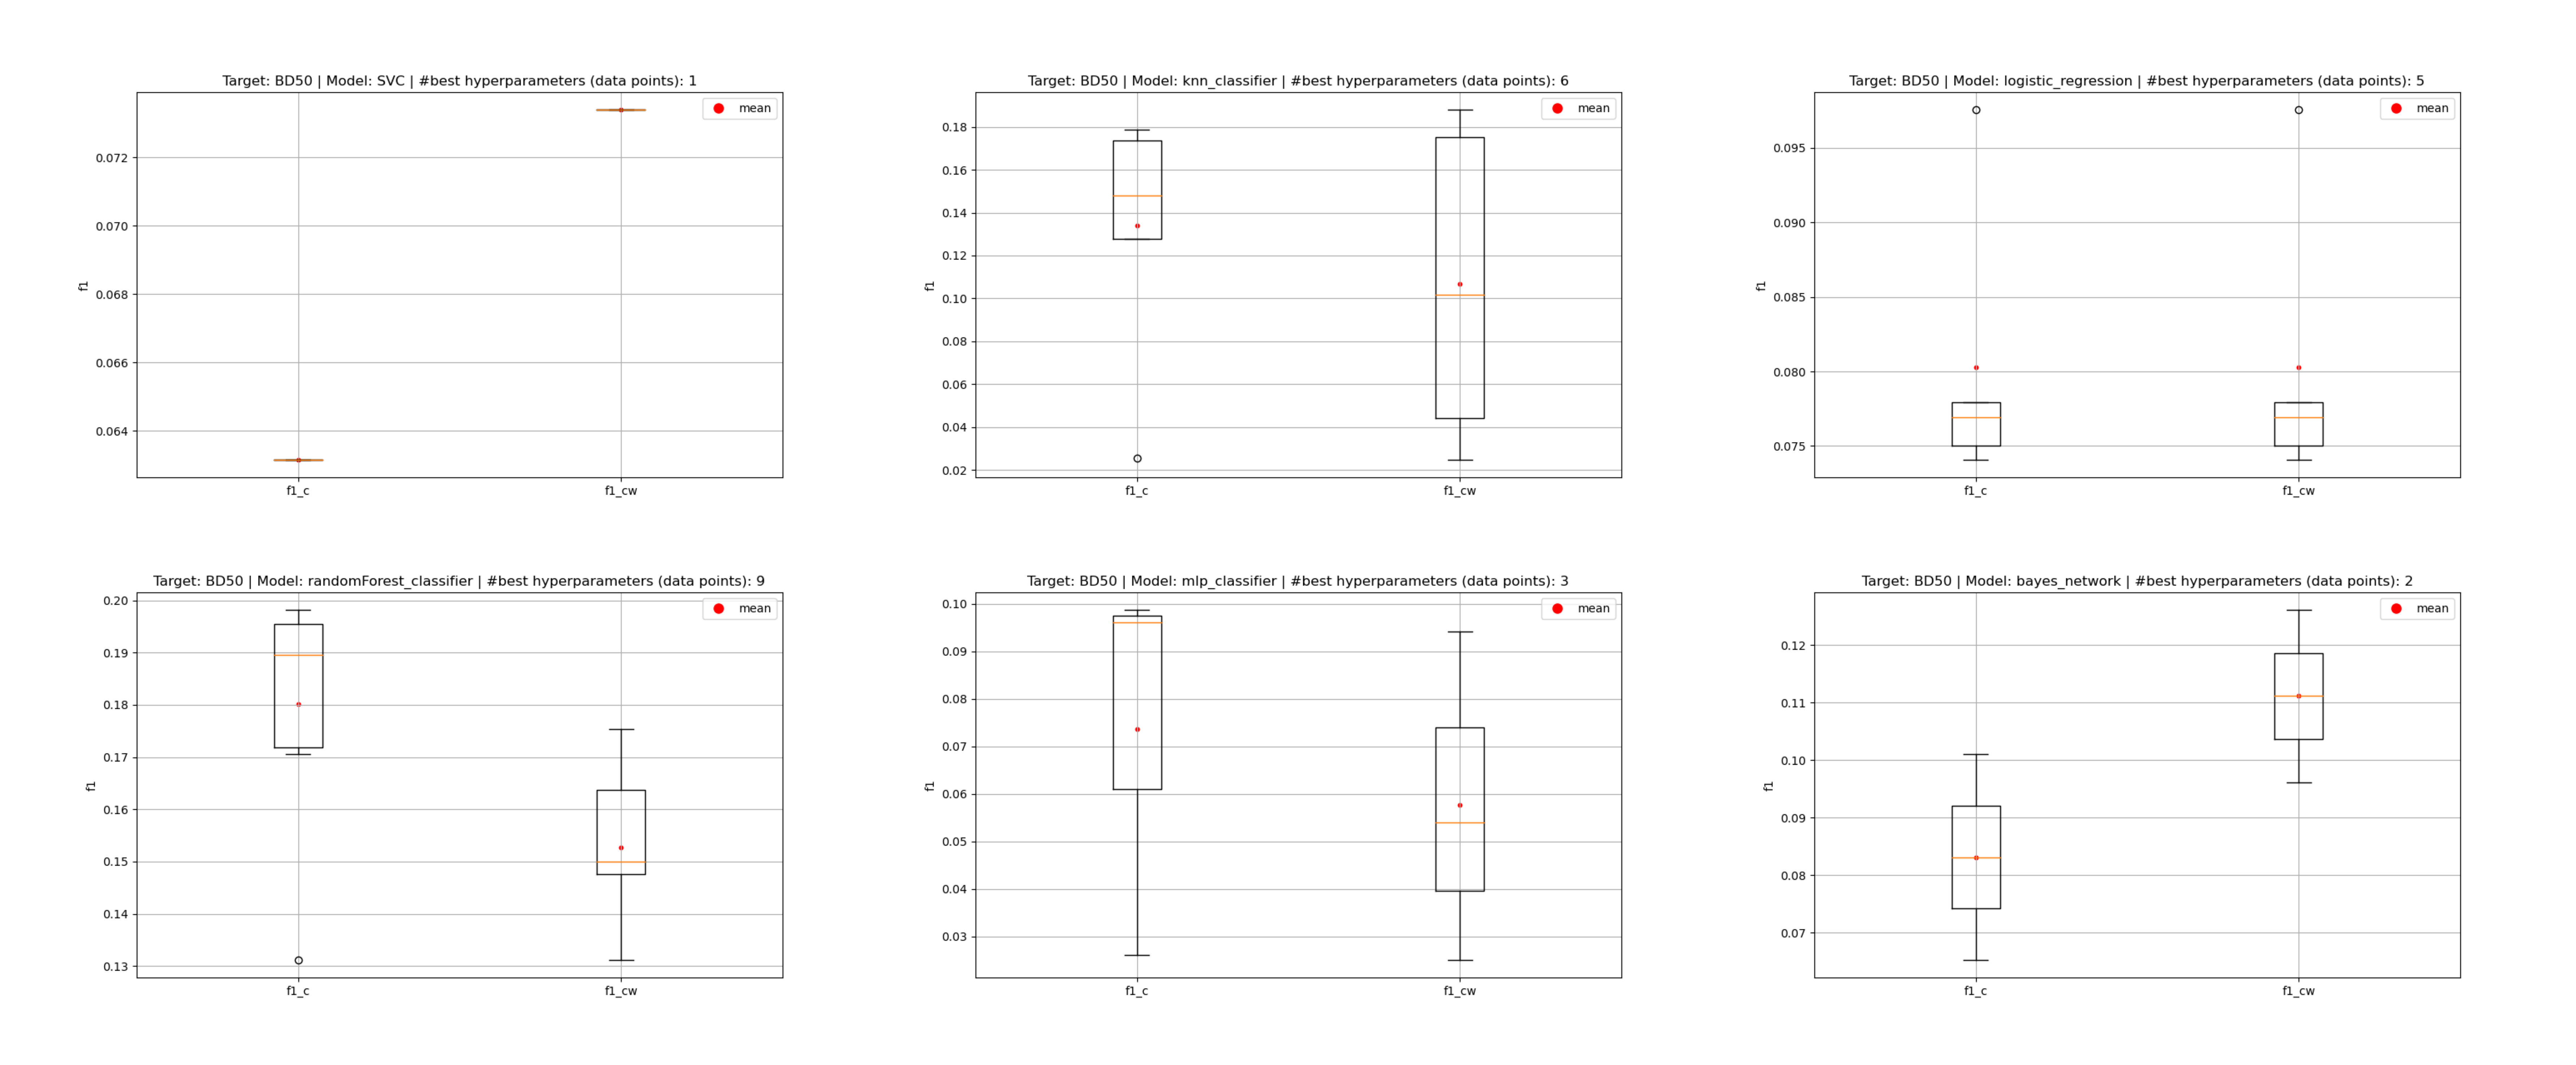 Target: BD50 | Model: SVC | #best hyperparameters (data points): 1
mean
0.072
0.070
0.068
0.066
0.064
f1
f1_c
f1_cw
Target: BD50 | Model: knn_classifier | #best hyperparameters (data points): 6
mean
0.18
0.16
0.14
0.12
0.10
0.08
0.06
0.04
0.02
f1
f1_c
f1_cw
Target: BD50 | Model: logistic_regression | #best hyperparameters (data points): 5
mean
0.095
0.090
0.085
0.080
0.075
f1
f1_c
f1_cw
Target: BD50 | Model: randomForest_classifier | #best hyperparameters (data points): 9
mean
0.20
0.19
0.18
0.17
0.16
0.15
0.14
0.13
f1
f1_c
f1_cw
Target: BD50 | Model: mlp_classifier | #best hyperparameters (data points): 3
mean
0.10
0.09
0.08
0.07
0.06
0.05
0.04
0.03
f1
f1_c
f1_cw
Target: BD50 | Model: bayes_network | #best hyperparameters (data points): 2
mean
0.12
0.11
0.10
0.09
0.08
0.07
f1
f1_c
f1_cw